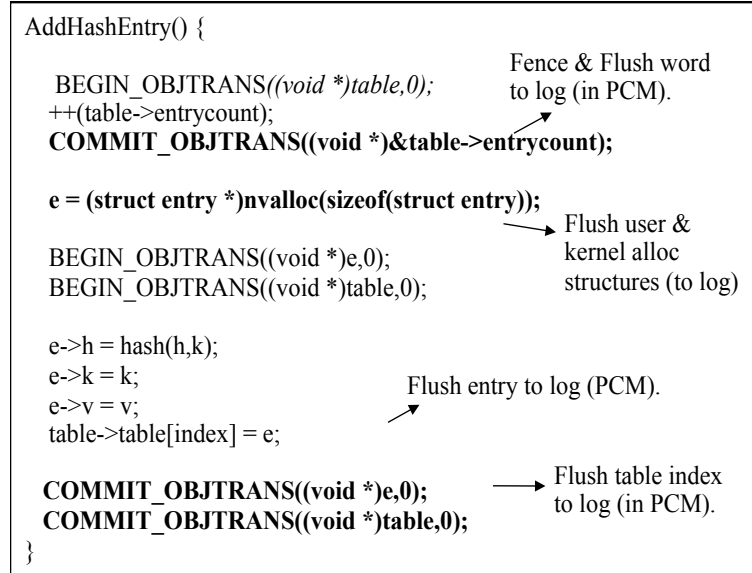 AddHashEntry() {
Fence & Flush word
to log (in PCM).
BEGIN_OBJTRANS((void *)table,0);
++(table->entrycount);
COMMIT_OBJTRANS((void *)&table->entrycount);
e = (struct entry *)nvalloc(sizeof(struct entry));
Flush user &
kernel alloc
structures (to log)
BEGIN_OBJTRANS((void *)e,0);
BEGIN_OBJTRANS((void *)table,0);
e->h = hash(h,k);
e->k = k;
e->v = v;
table->table[index] = e;
Flush entry to log (PCM).
COMMIT_OBJTRANS((void *)e,0);
COMMIT_OBJTRANS((void *)table,0);
Flush table index
to log (in PCM).
}